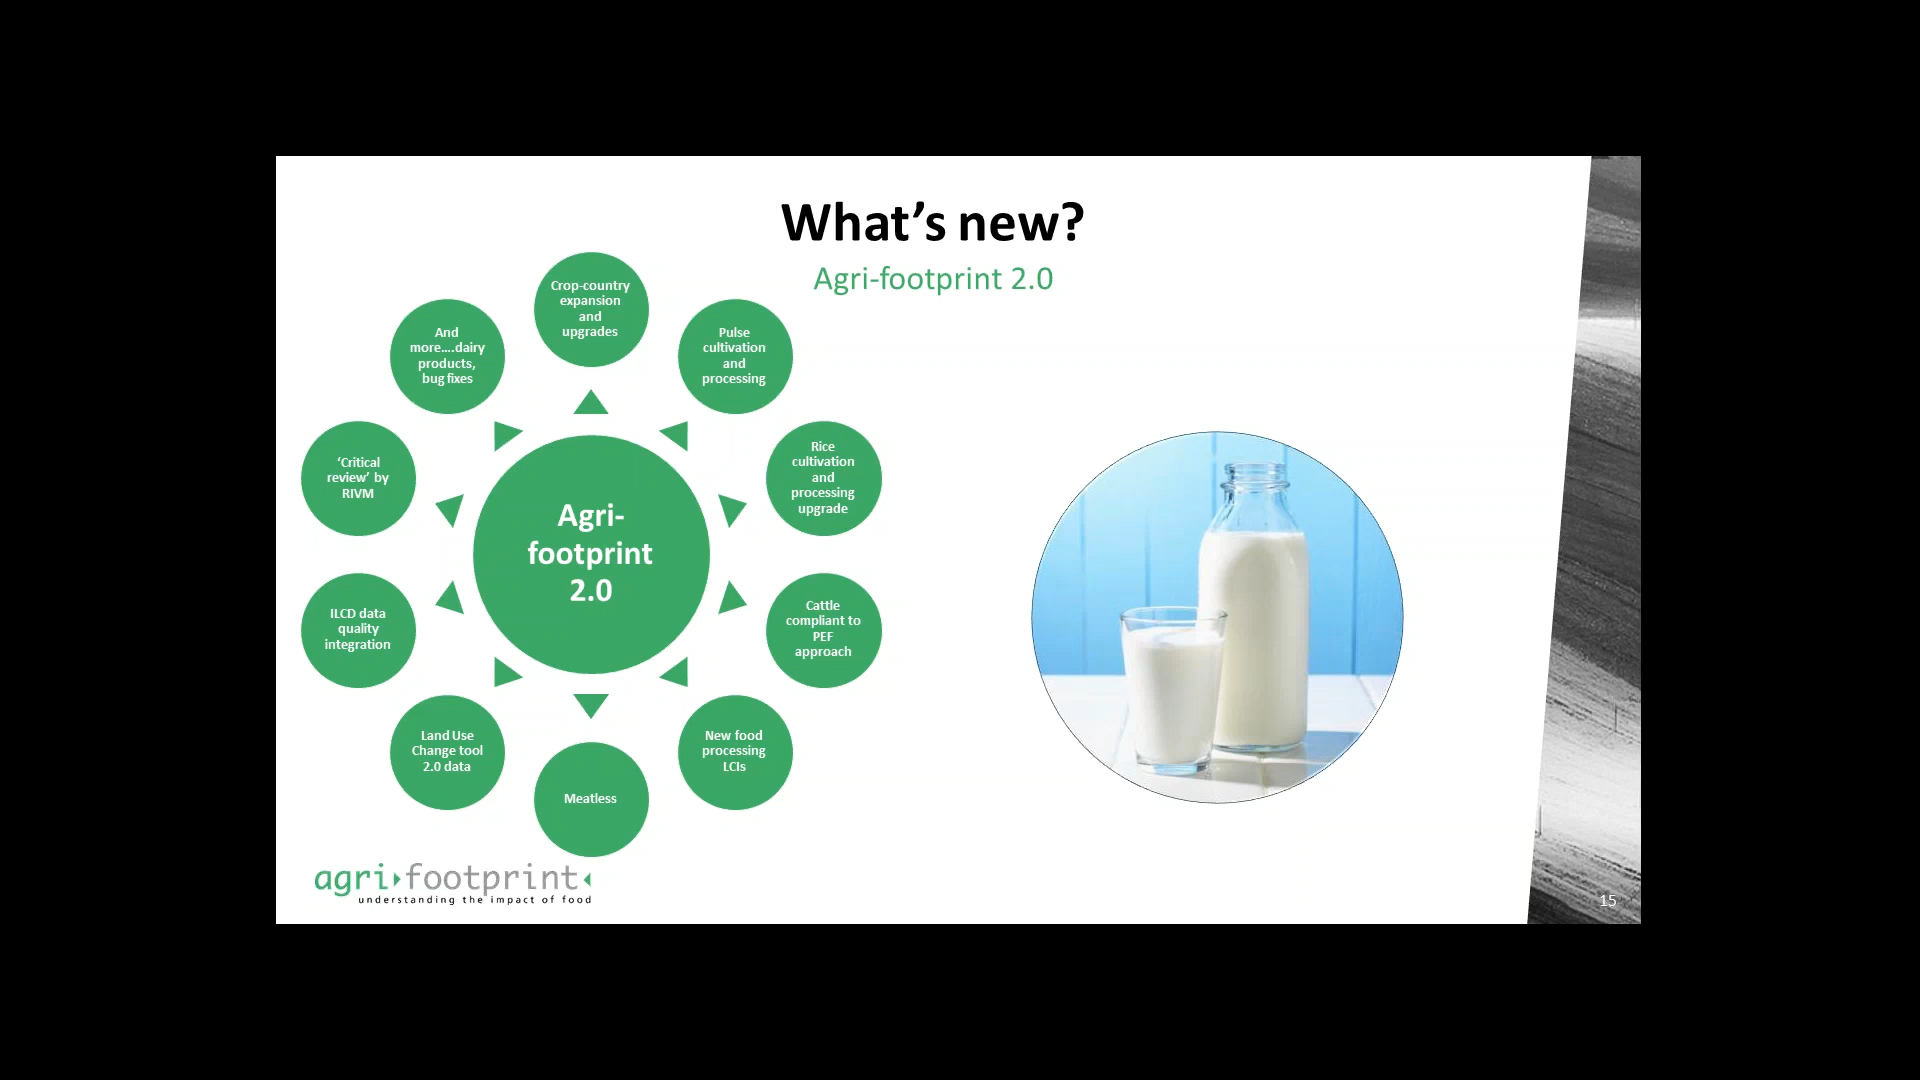 What's new?
Agri-footprint 2.0
Crop-country
expansion
and
upgrades
Pulse
cultivation
and
processing
Rice
cultivation
and
processing
upgrade
Cattle
compliant to
PEF
approach
New food
processing
LCIs
Meatless
Land Use
Change tool
2.0 data
ILCD data
quality
integration
‘Critical
review’ by
RIVM
And
more....dairy
products,
bug fixes
Agri-
footprint
2.0
agri footprint
understanding the impact of food
15